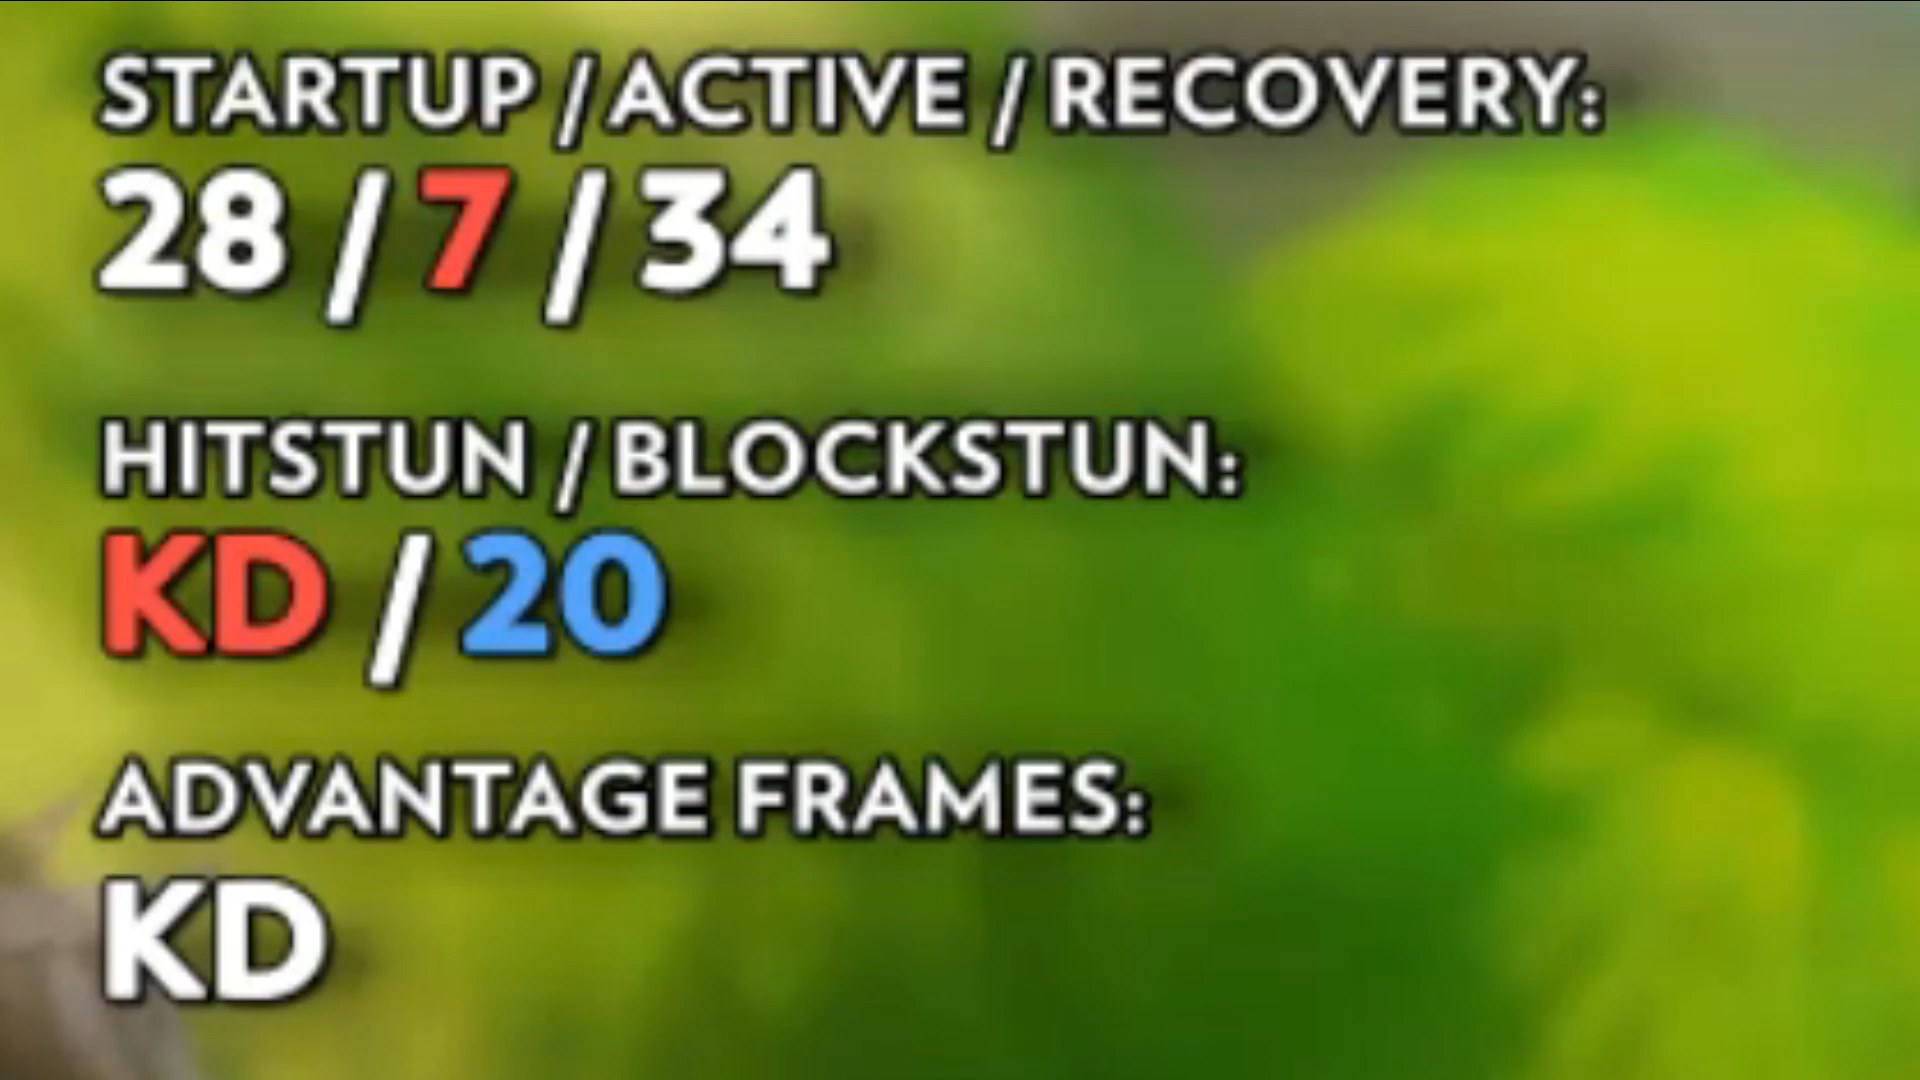 STARTUP / ACTIVE / RECOVERY:
28 / 7 / 34
HITSTUN / BLOCKSTUN:
KD / 20
ADVANTAGE FRAMES:
KD